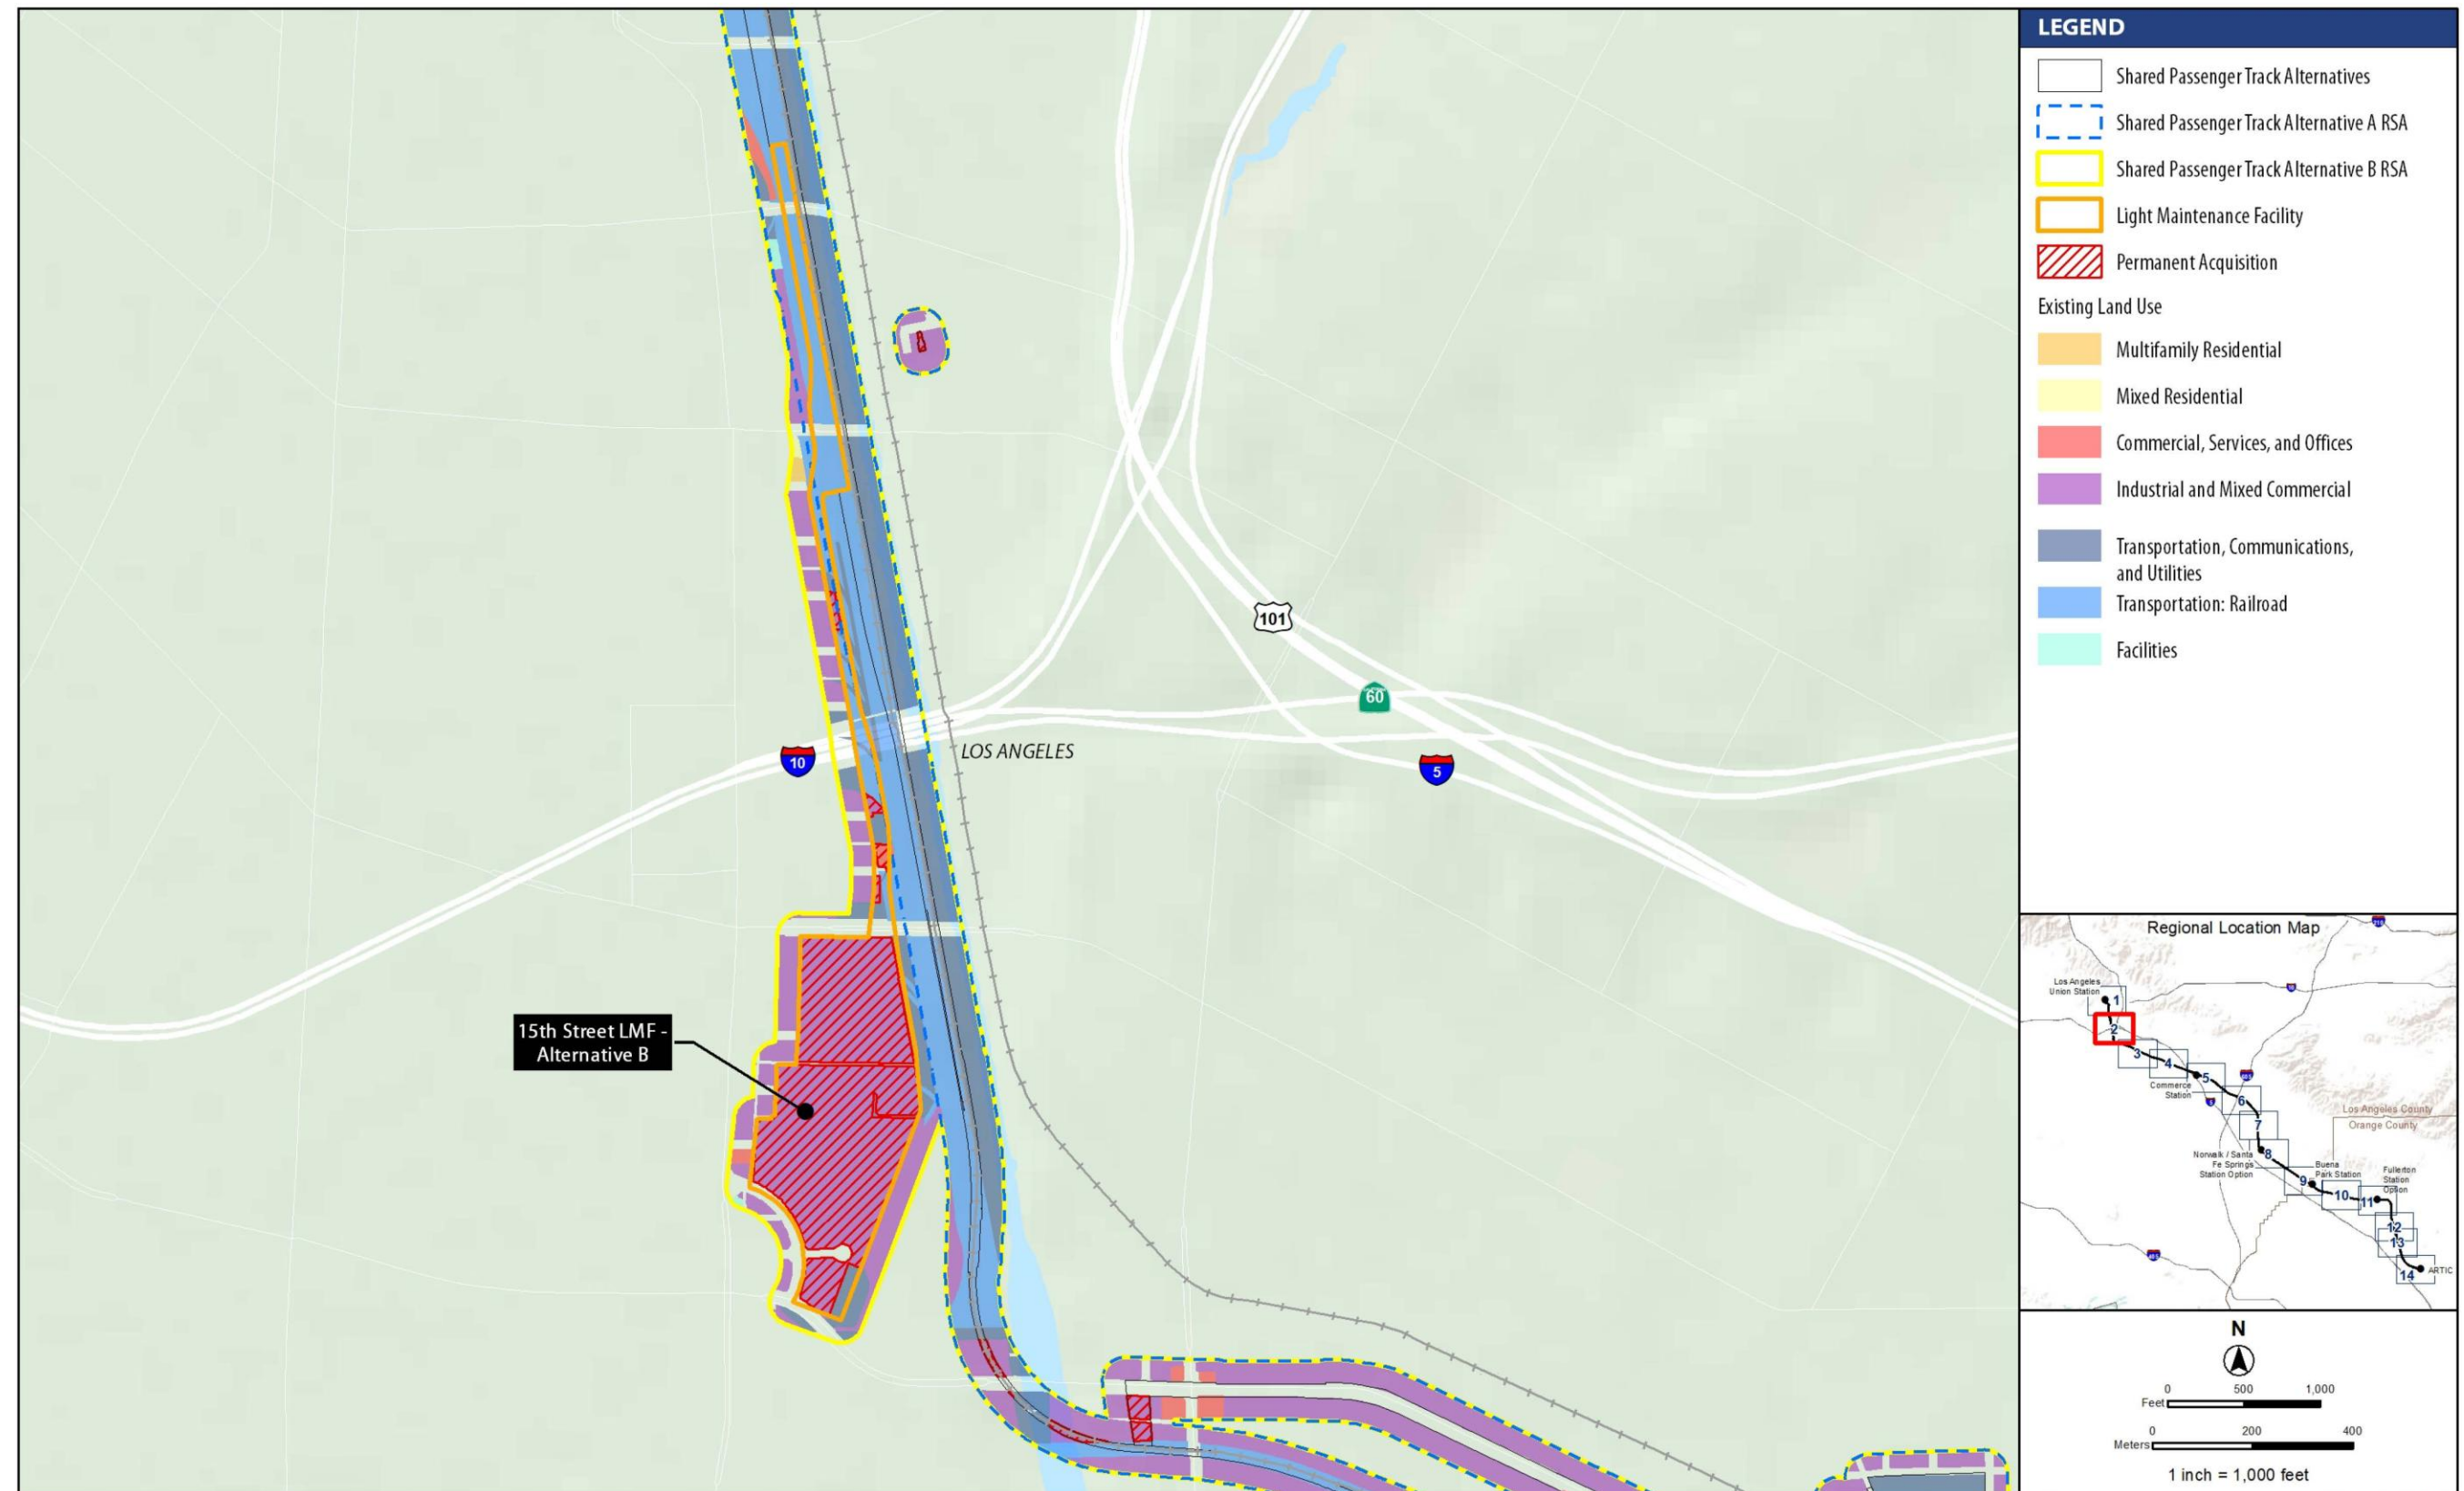 101
60
10
LOS ANGELES
5
15th Street LMF -
Alternative B
LEGEND
Shared Passenger Track Alternatives
Shared Passenger Track Alternative A RSA
Shared Passenger Track Alternative B RSA
Light Maintenance Facility
Permanent Acquisition
Existing Land Use
Multifamily Residential
Mixed Residential
Commercial, Services, and Offices
Industrial and Mixed Commercial
Transportation, Communications,
and Utilities
Transportation: Railroad
Facilities
Regional Location Map
Los Angeles
Union Station
1
2
3
4
5
Commerce
Station
6
Los Angeles County
Orange County
7
8
Norwalk / Santa
Fe Springs
Station Option
Buena
Park Station
Fullerton
Station
Option
9
10
11
12
13
14
ARTIC
N
0 500 1,000
Feet
0 200 400
Meters
1 inch = 1,000 feet